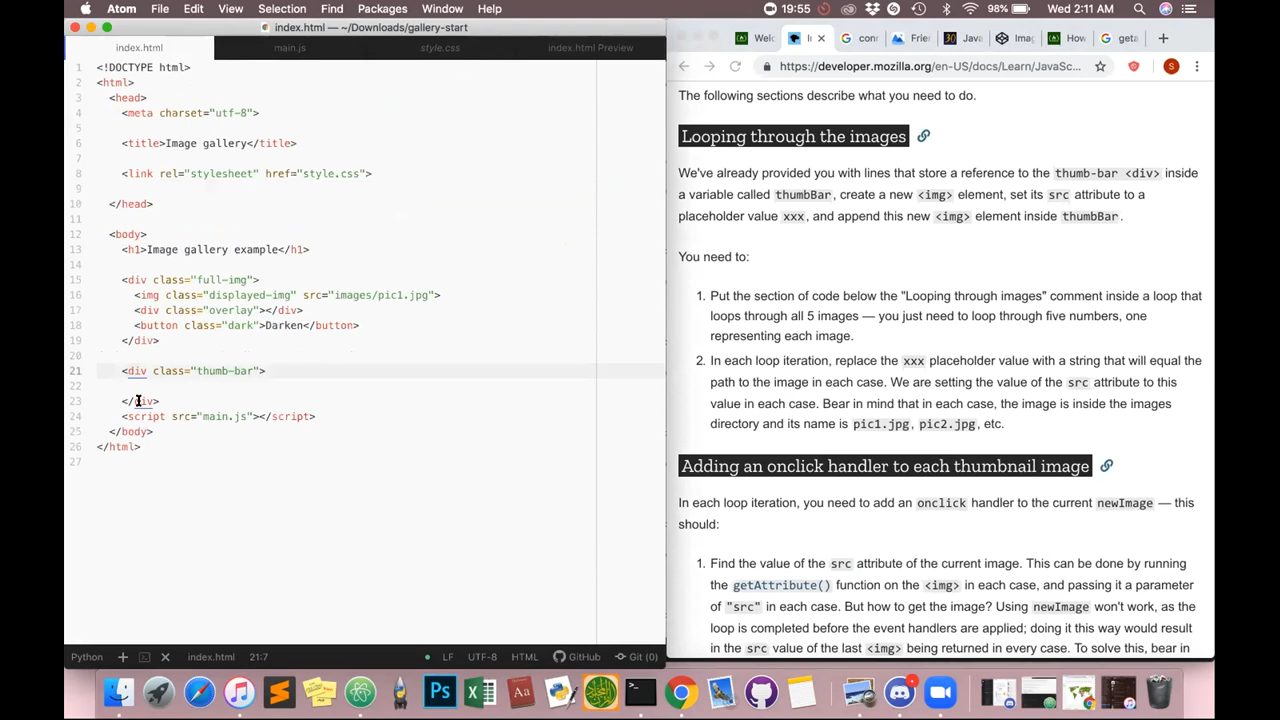 Atom File Edit View Selection Find Packages Window Help 19:55 98% Wed 2:11 AM
index.html — ~/Downloads/gallery-start
index.html main.js style.css index.html Preview
1 <!DOCTYPE html>
2 <html>
3 <head>
4 <meta charset="utf-8">
5
6 <title>Image gallery</title>
7
8 <link rel="stylesheet" href="style.css">
9
10 </head>
11
12 <body>
13 <h1>Image gallery example</h1>
14
15 <div class="full-img">
16 <img class="displayed-img" src="images/pic1.jpg">
17 <div class="overlay"></div>
18 <button class="dark">Darken</button>
19 </div>
20
21 <div class="thumb-bar">
22
23 </div>
24 <script src="main.js"></script>
25 </body>
26 </html>
27
Python index.html 21:7 LF UTF-8 HTML GitHub Git (0)
Welc conn Frie Java Ima How geta
https://developer.mozilla.org/en-US/docs/Learn/JavaSc... S
The following sections describe what you need to do.
Looping through the images
We've already provided you with lines that store a reference to the thumb-bar <div> inside
a variable called thumbBar, create a new <img> element, set its src attribute to a
placeholder value xxx, and append this new <img> element inside thumbBar.
You need to:
1. Put the section of code below the "Looping through images" comment inside a loop that
loops through all 5 images — you just need to loop through five numbers, one
representing each image.
2. In each loop iteration, replace the xxx placeholder value with a string that will equal the
path to the image in each case. We are setting the value of the src attribute to this
value in each case. Bear in mind that in each case, the image is inside the images
directory and its name is pic1.jpg, pic2.jpg, etc.
Adding an onclick handler to each thumbnail image
In each loop iteration, you need to add an onclick handler to the current newImage — this
should:
1. Find the value of the src attribute of the current image. This can be done by running
the getAttribute() function on the <img> in each case, and passing it a parameter
of "src" in each case. But how to get the image? Using newImage won't work, as the
loop is completed before the event handlers are applied; doing it this way would result
in the src value of the last <img> being returned in every case. To solve this, bear in
Ps Aa